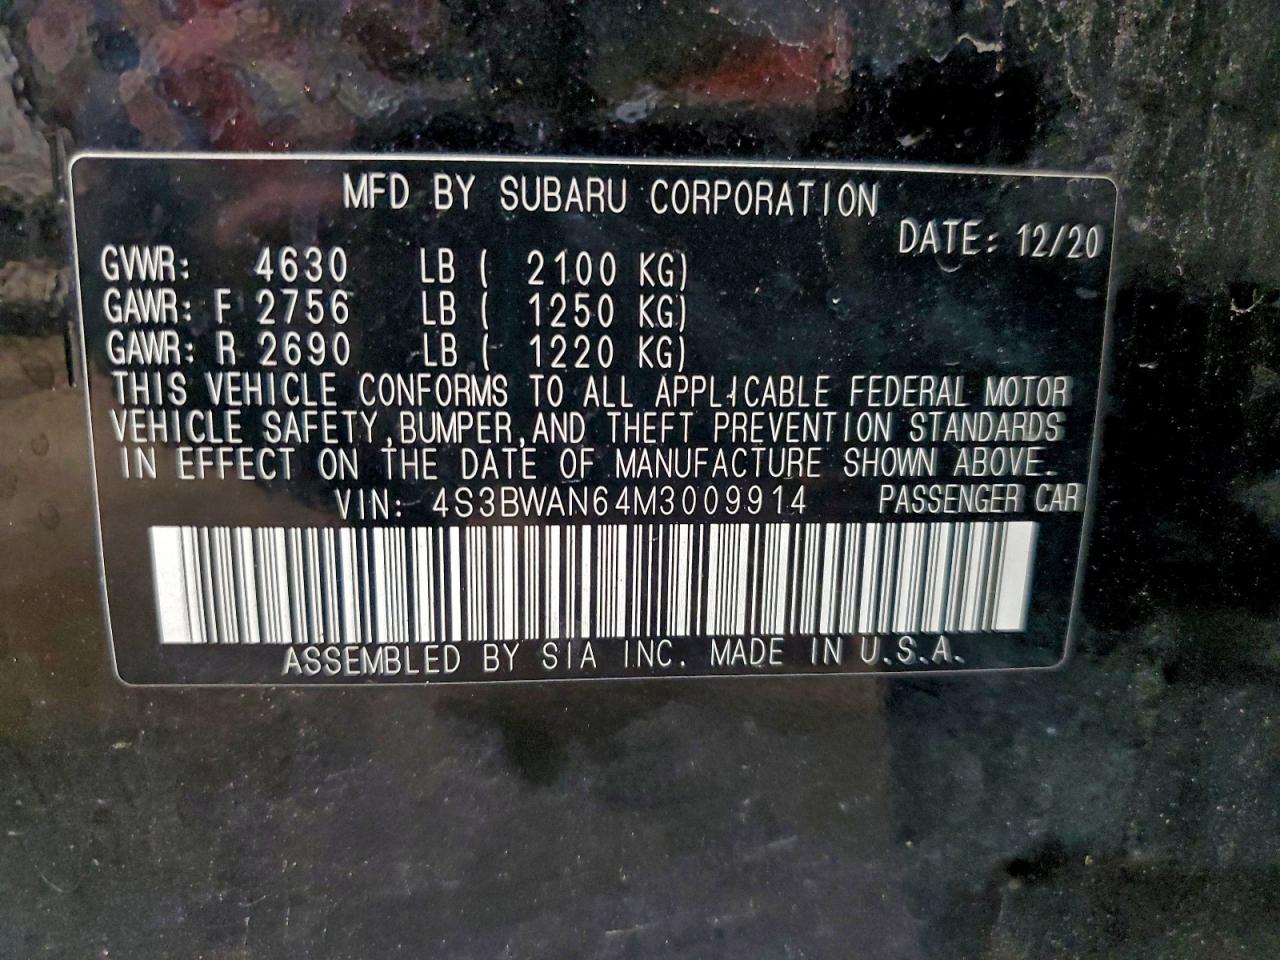 MFD BY SUBARU CORPORATION
DATE: 12/20
GVWR: 4630 LB ( 2100 KG)
GAWR: F 2756 LB ( 1250 KG)
GAWR: R 2690 LB ( 1220 KG)
THIS VEHICLE CONFORMS TO ALL APPLICABLE FEDERAL MOTOR
VEHICLE SAFETY, BUMPER, AND THEFT PREVENTION STANDARDS
IN EFFECT ON THE DATE OF MANUFACTURE SHOWN ABOVE.
VIN: 4S3BWAN64M3009914 PASSENGER CAR
ASSEMBLED BY SIA INC. MADE IN U.S.A.